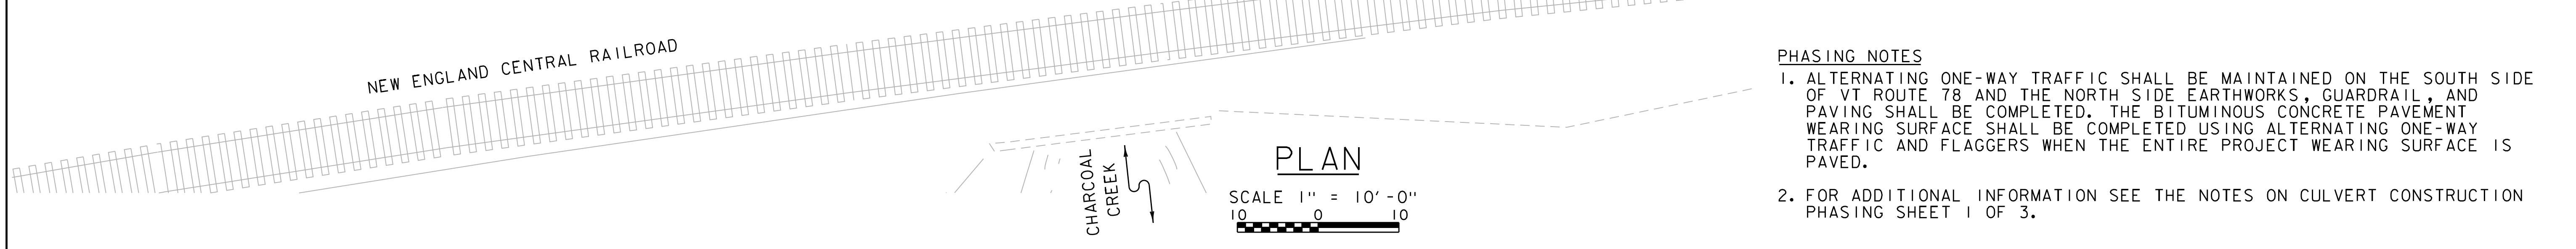 NEW ENGLAND CENTRAL RAILROAD
CHARCOAL
CREEK
PLAN
SCALE 1" = 10'-0"
10 0 10
PHASING NOTES
1. ALTERNATING ONE-WAY TRAFFIC SHALL BE MAINTAINED ON THE SOUTH SIDE
OF VT ROUTE 78 AND THE NORTH SIDE EARTHWORKS, GUARDRAIL, AND
PAVING SHALL BE COMPLETED. THE BITUMINOUS CONCRETE PAVEMENT
WEARING SURFACE SHALL BE COMPLETED USING ALTERNATING ONE-WAY
TRAFFIC AND FLAGGERS WHEN THE ENTIRE PROJECT WEARING SURFACE IS
PAVED.
2. FOR ADDITIONAL INFORMATION SEE THE NOTES ON CULVERT CONSTRUCTION
PHASING SHEET 1 OF 3.